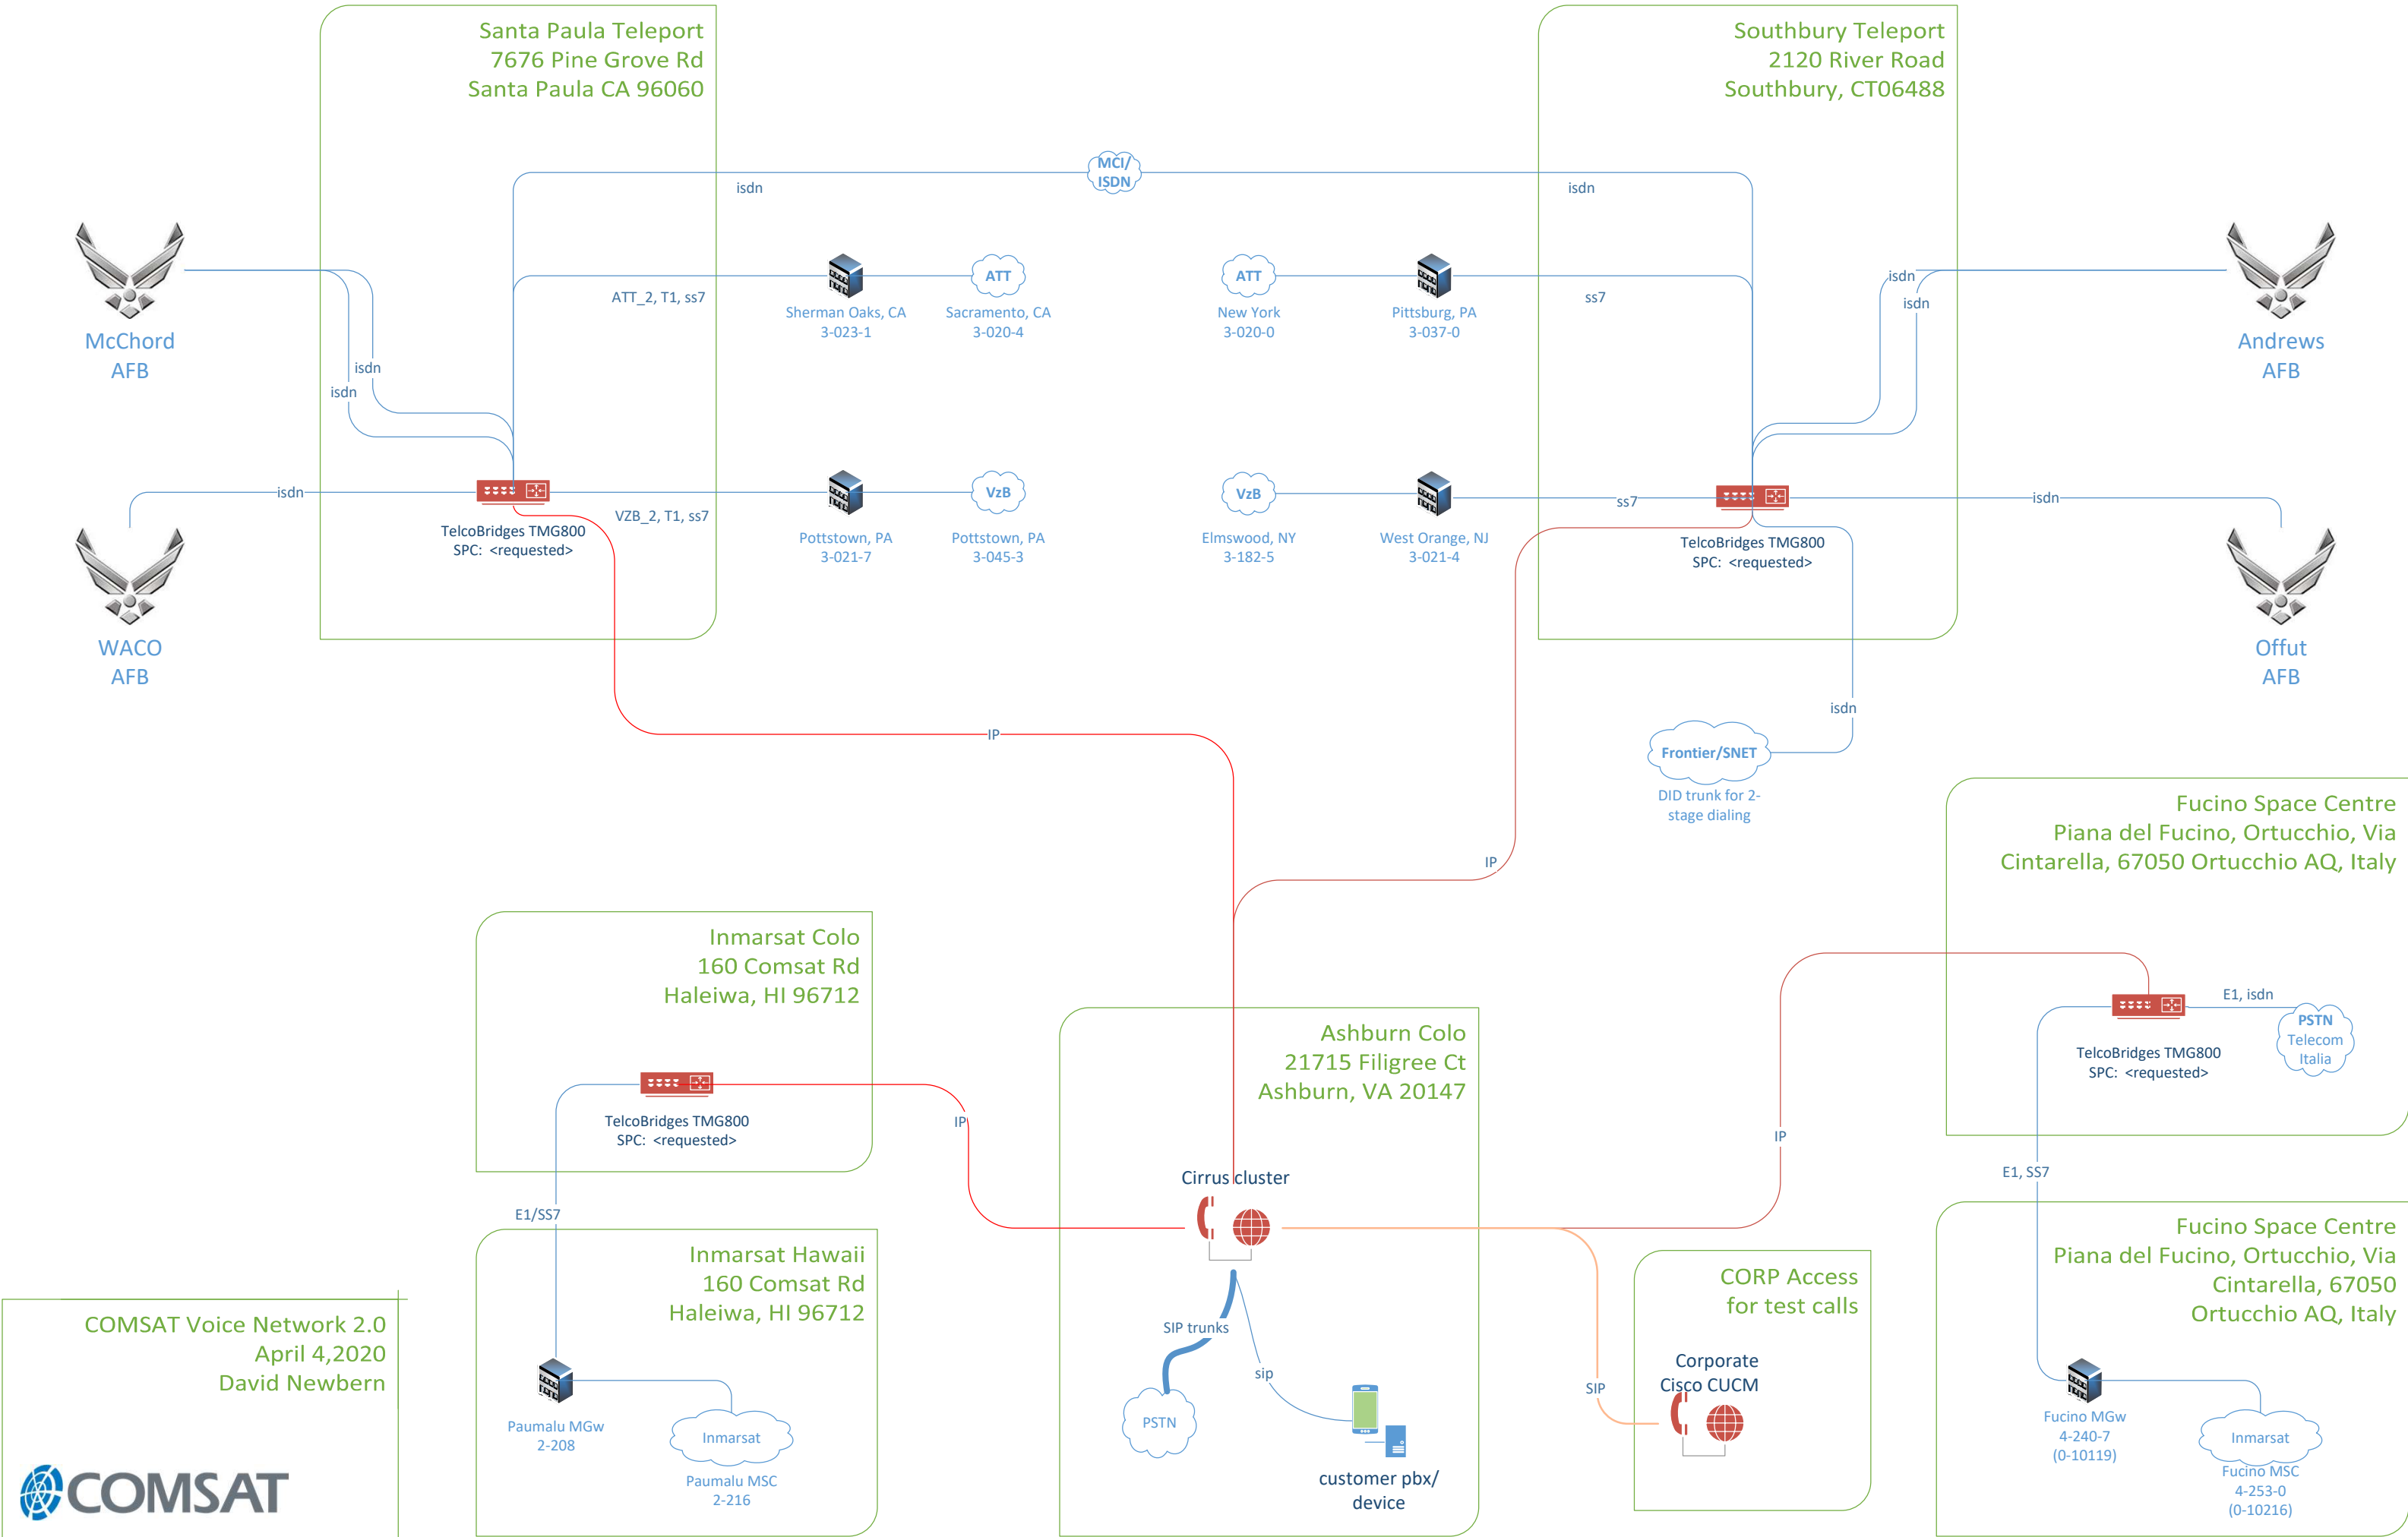 Santa Paula Teleport
7676 Pine Grove Rd
Santa Paula CA 96060
Southbury Teleport
2120 River Road
Southbury, CT06488
MCI/
ISDN
isdn
isdn
McChord
AFB
isdn
isdn
ATT_2, T1, ss7
Sherman Oaks, CA
3-023-1
ATT
Sacramento, CA
3-020-4
ATT
New York
3-020-0
Pittsburg, PA
3-037-0
ss7
isdn
isdn
Andrews
AFB
isdn
WACO
AFB
TelcoBridges TMG800
SPC: <requested>
VZB_2, T1, ss7
Pottstown, PA
3-021-7
VzB
Pottstown, PA
3-045-3
VzB
Elmswood, NY
3-182-5
West Orange, NJ
3-021-4
ss7
TelcoBridges TMG800
SPC: <requested>
isdn
Offut
AFB
isdn
Frontier/SNET
DID trunk for 2-
stage dialing
IP
IP
Fucino Space Centre
Piana del Fucino, Ortucchio, Via
Cintarella, 67050 Ortucchio AQ, Italy
E1, isdn
PSTN
Telecom
Italia
TelcoBridges TMG800
SPC: <requested>
Inmarsat Colo
160 Comsat Rd
Haleiwa, HI 96712
TelcoBridges TMG800
SPC: <requested>
IP
Ashburn Colo
21715 Filigree Ct
Ashburn, VA 20147
Cirrus cluster
IP
E1, SS7
E1/SS7
Inmarsat Hawaii
160 Comsat Rd
Haleiwa, HI 96712
Paumalu MGw
2-208
Inmarsat
Paumalu MSC
2-216
SIP trunks
sip
PSTN
customer pbx/
device
CORP Access
for test calls
Corporate
Cisco CUCM
SIP
Fucino Space Centre
Piana del Fucino, Ortucchio, Via
Cintarella, 67050
Ortucchio AQ, Italy
Fucino MGw
4-240-7
(0-10119)
Inmarsat
Fucino MSC
4-253-0
(0-10216)
COMSAT Voice Network 2.0
April 4,2020
David Newbern
COMSAT